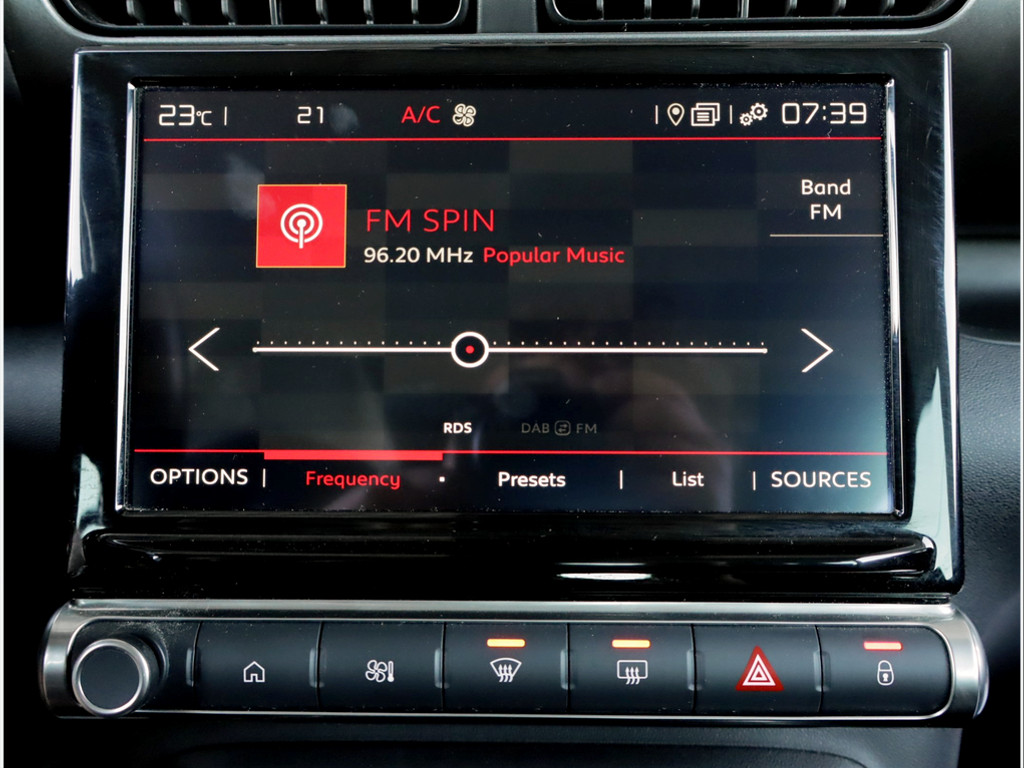 23°C | 21 A/C 07:39
Band
FM
FM SPIN
96.20 MHz Popular Music
RDS DAB FM
OPTIONS | Frequency Presets | List | SOURCES